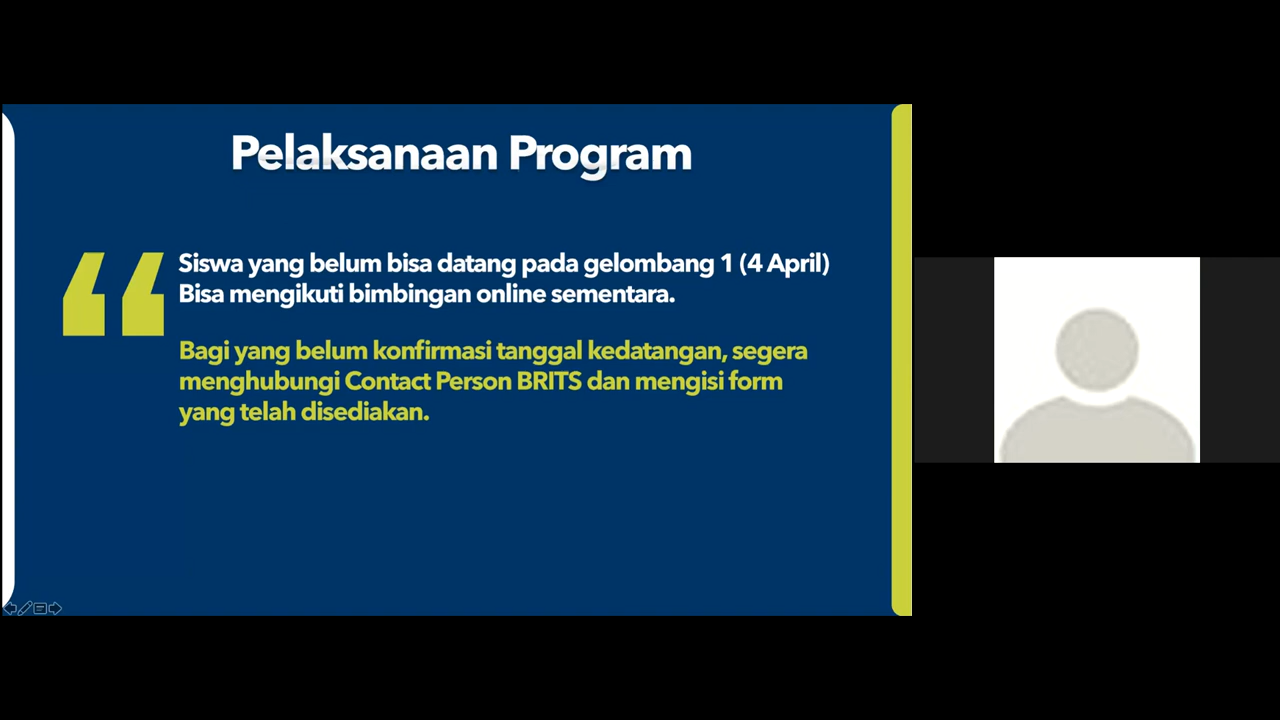 Pelaksanaan Program
Siswa yang belum bisa datang pada gelombang 1 (4 April)
Bisa mengikuti bimbingan online sementara.
Bagi yang belum konfirmasi tanggal kedatangan, segera
menghubungi Contact Person BRITS dan mengisi form
yang telah disediakan.